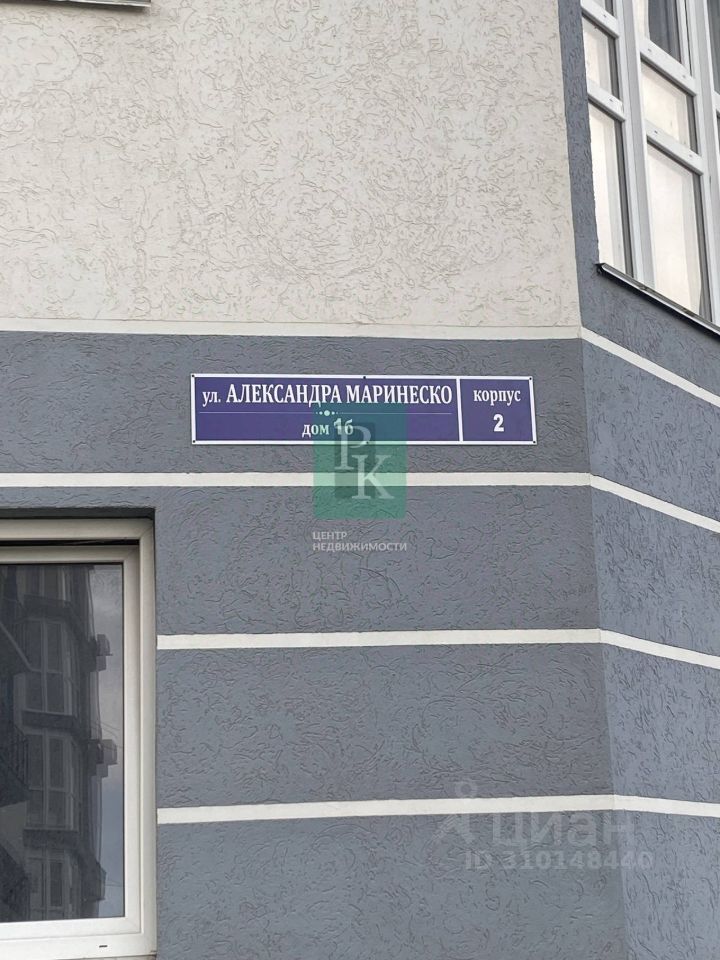 ул. АЛЕКСАНДРА МАРИНЕСКО
дом 1б
корпус
2
РК
ЦЕНТР
НЕДВИЖИМОСТИ
циан
ID 310148440